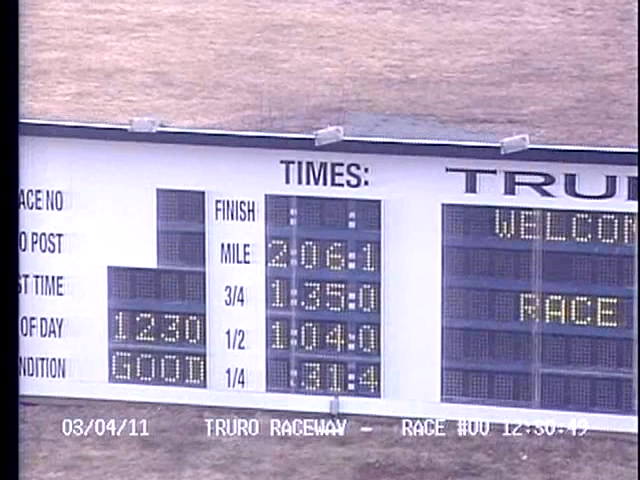 TIMES: TRU
ACE NO FINISH : : WELCOM
O POST MILE 2:06:1
ST TIME 3/4 1:35:0 RACE
OF DAY 1230 1/2 1:04:0
NDITION GOOD 1/4 :31:4
03/04/11 TRURO RACEWAY - RACE #00 12:30:49